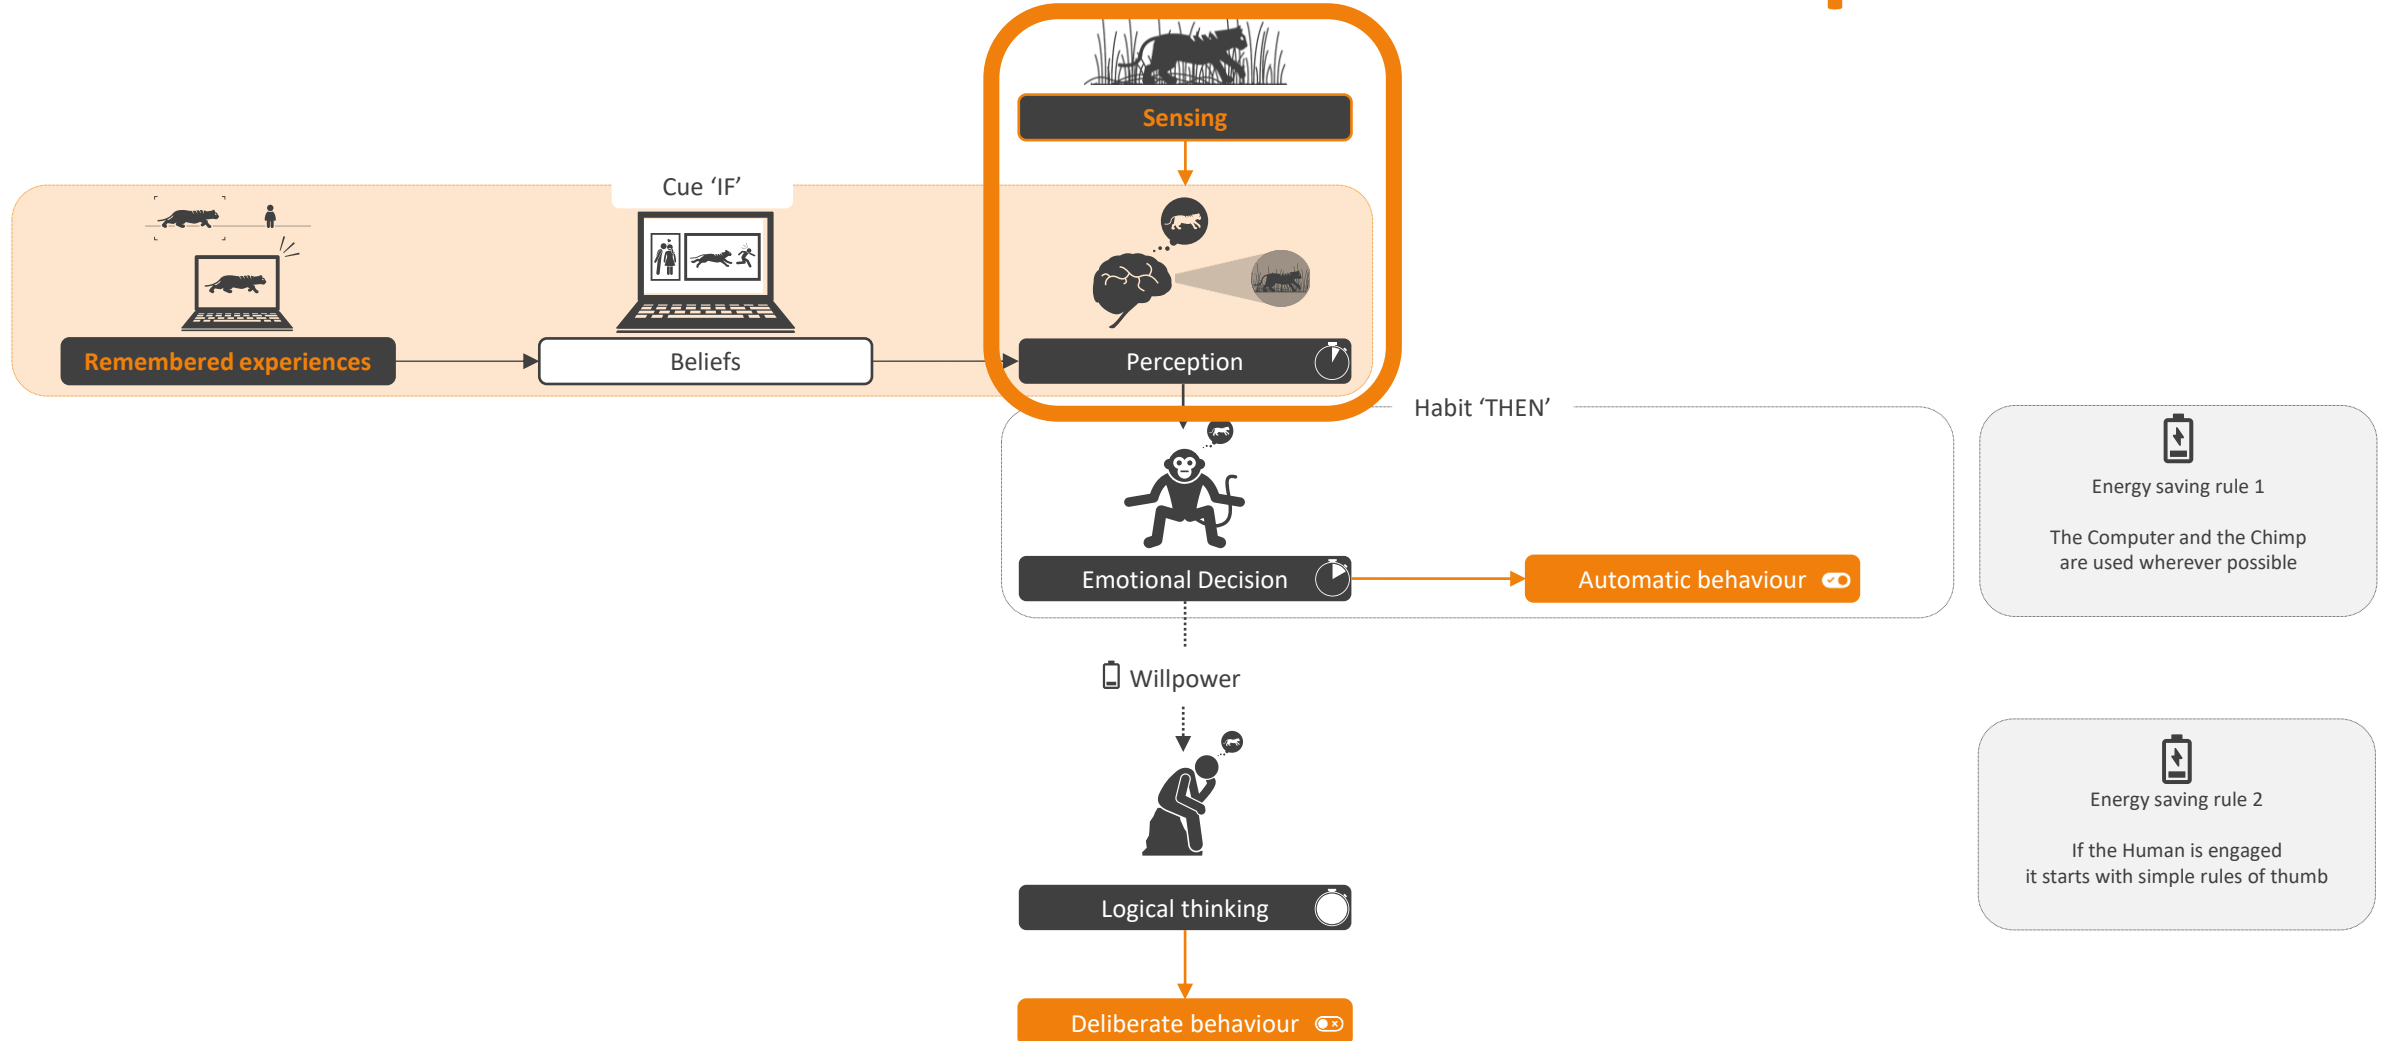 Sensing
Cue ‘IF’
Remembered experiences
Beliefs
Perception
Habit ‘THEN’
Energy saving rule 1
The Computer and the Chimp
are used wherever possible
Emotional Decision
Automatic behaviour
Willpower
Energy saving rule 2
If the Human is engaged
it starts with simple rules of thumb
Logical thinking
Deliberate behaviour